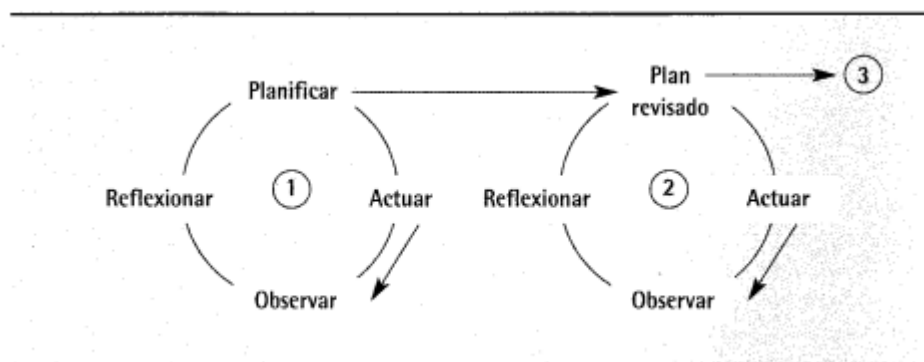 Planificar
Plan
revisado
3
Reflexionar
1
Actuar
Reflexionar
2
Actuar
Observar
Observar